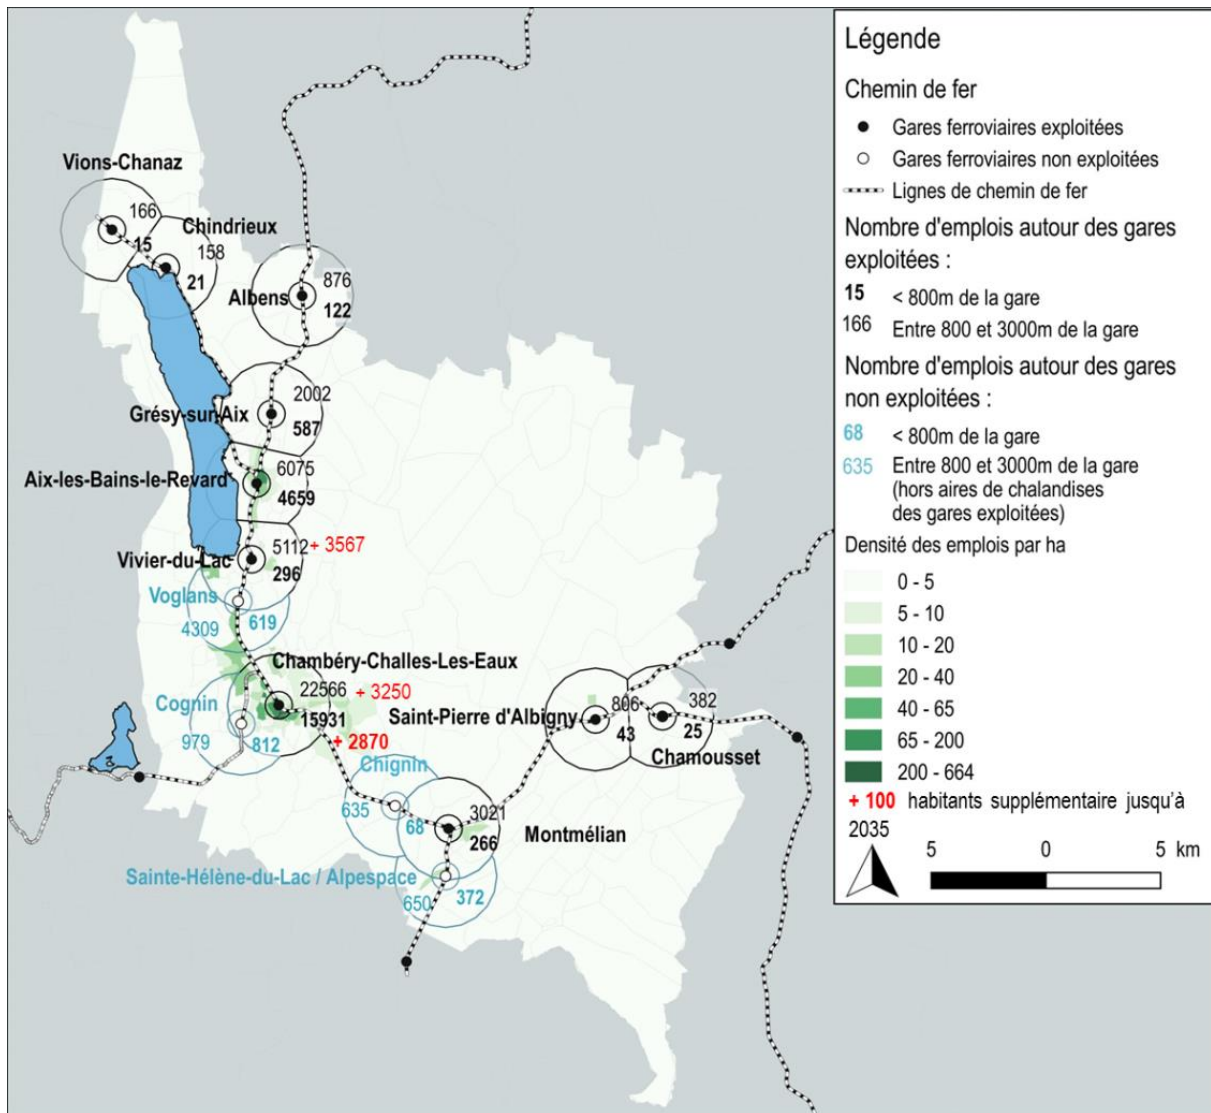 Vions-Chanaz
166
15
Chindrieux
158
21
Albens
876
122
Grésy-sur-Aix
2002
587
Aix-les-Bains-le-Revard
6075
4659
Vivier-du-Lac
5112 + 3567
296
Voglans
619
4309
Chambéry-Challes-Les-Eaux
22566 + 3250
15931
+ 2870
Cognin
979
812
Saint-Pierre d'Albigny
806
43
382
25
Chamousset
Chignin
635
68
3021
266
Montmélian
Sainte-Hélène-du-Lac / Alpespace
650
372
Légende
Chemin de fer
Gares ferroviaires exploitées
Gares ferroviaires non exploitées
Lignes de chemin de fer
Nombre d'emplois autour des gares
exploitées :
15 < 800m de la gare
166 Entre 800 et 3000m de la gare
Nombre d'emplois autour des gares
non exploitées :
68 < 800m de la gare
635 Entre 800 et 3000m de la gare
(hors aires de chalandises
des gares exploitées)
Densité des emplois par ha
0 - 5
5 - 10
10 - 20
20 - 40
40 - 65
65 - 200
200 - 664
+ 100 habitants supplémentaire jusqu'à
2035
5 0 5 km